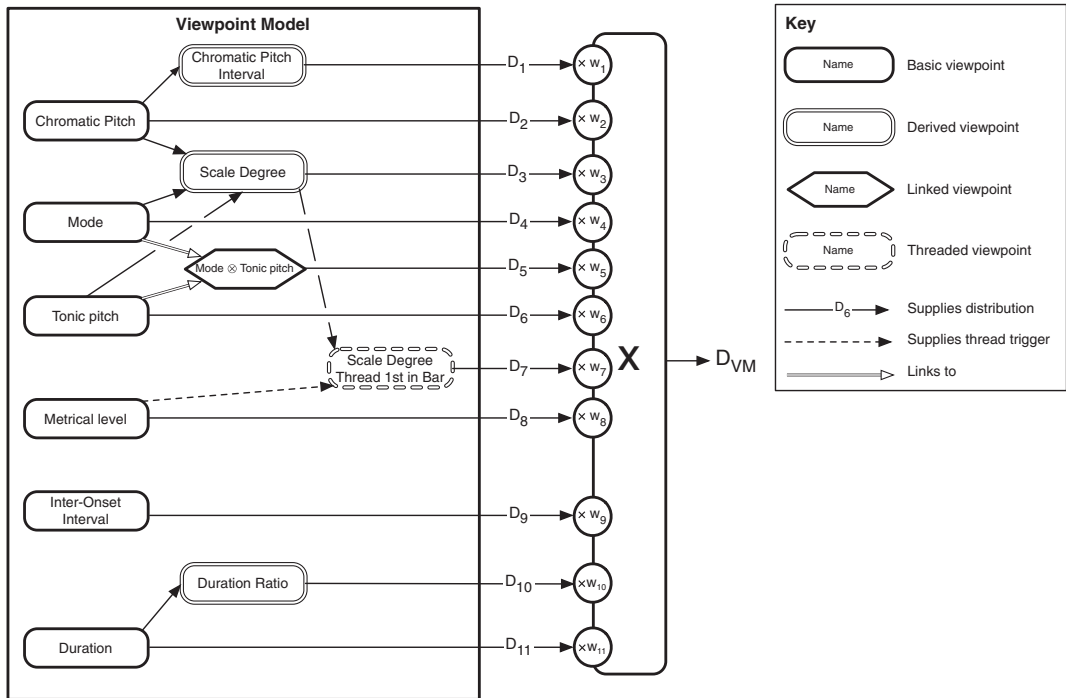 Viewpoint Model
Chromatic Pitch
Interval
Chromatic Pitch
Scale Degree
Mode
Mode ⊗ Tonic pitch
Tonic pitch
Scale Degree
Thread 1st in Bar
Metrical level
Inter-Onset
Interval
Duration Ratio
Duration
D1
D2
D3
D4
D5
D6
D7
D8
D9
D10
D11
× w1
× w2
× w3
× w4
× w5
× w6
× w7
× w8
× w9
×w10
×w11
X
DVM
Key
Name Basic viewpoint
Name Derived viewpoint
Name Linked viewpoint
Name Threaded viewpoint
D6 Supplies distribution
Supplies thread trigger
Links to